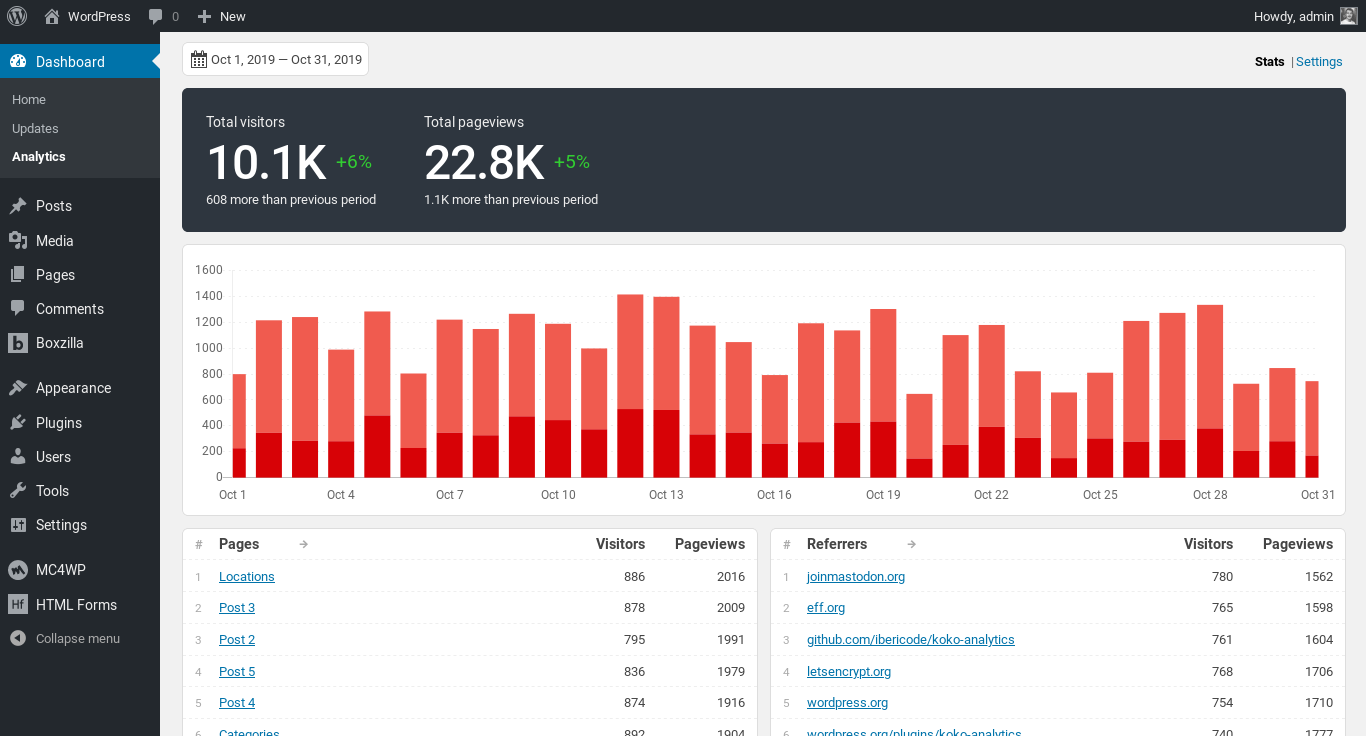 WordPress 0 New Howdy, admin
Dashboard
Home
Updates
Analytics
Posts
Media
Pages
Comments
Boxzilla
Appearance
Plugins
Users
Tools
Settings
MC4WP
Hf HTML Forms
Collapse menu
Oct 1, 2019 — Oct 31, 2019
Stats | Settings
Total visitors
10.1K +6%
608 more than previous period
Total pageviews
22.8K +5%
1.1K more than previous period
1600
1400
1200
1000
800
600
400
200
0
Oct 1 Oct 4 Oct 7 Oct 10 Oct 13 Oct 16 Oct 19 Oct 22 Oct 25 Oct 28 Oct 31
# Pages → Visitors Pageviews
1 Locations 886 2016
2 Post 3 878 2009
3 Post 2 795 1991
4 Post 5 836 1979
5 Post 4 874 1916
6 Categories 892 1904
# Referrers → Visitors Pageviews
1 joinmastodon.org 780 1562
2 eff.org 765 1598
3 github.com/ibericode/koko-analytics 761 1604
4 letsencrypt.org 768 1706
5 wordpress.org 754 1710
6 wordpress.org/plugins/koko-analytics 740 1777